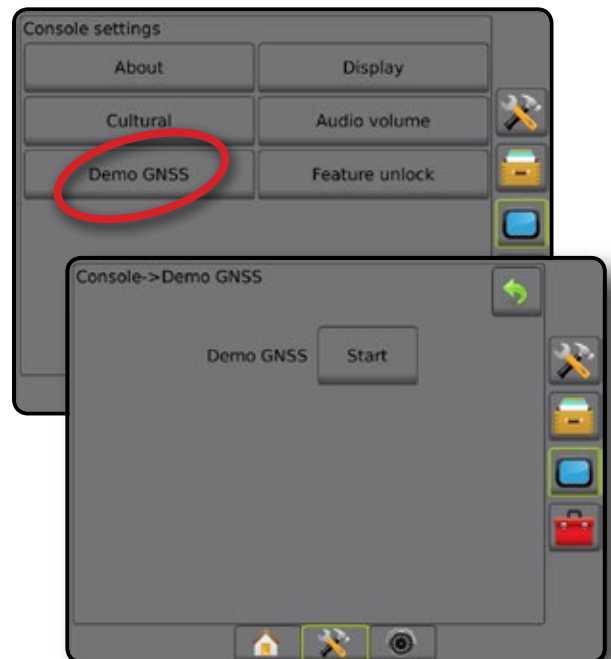 Console settings
About Display
Cultural Audio volume
Demo GNSS Feature unlock
Console->Demo GNSS
Demo GNSS Start